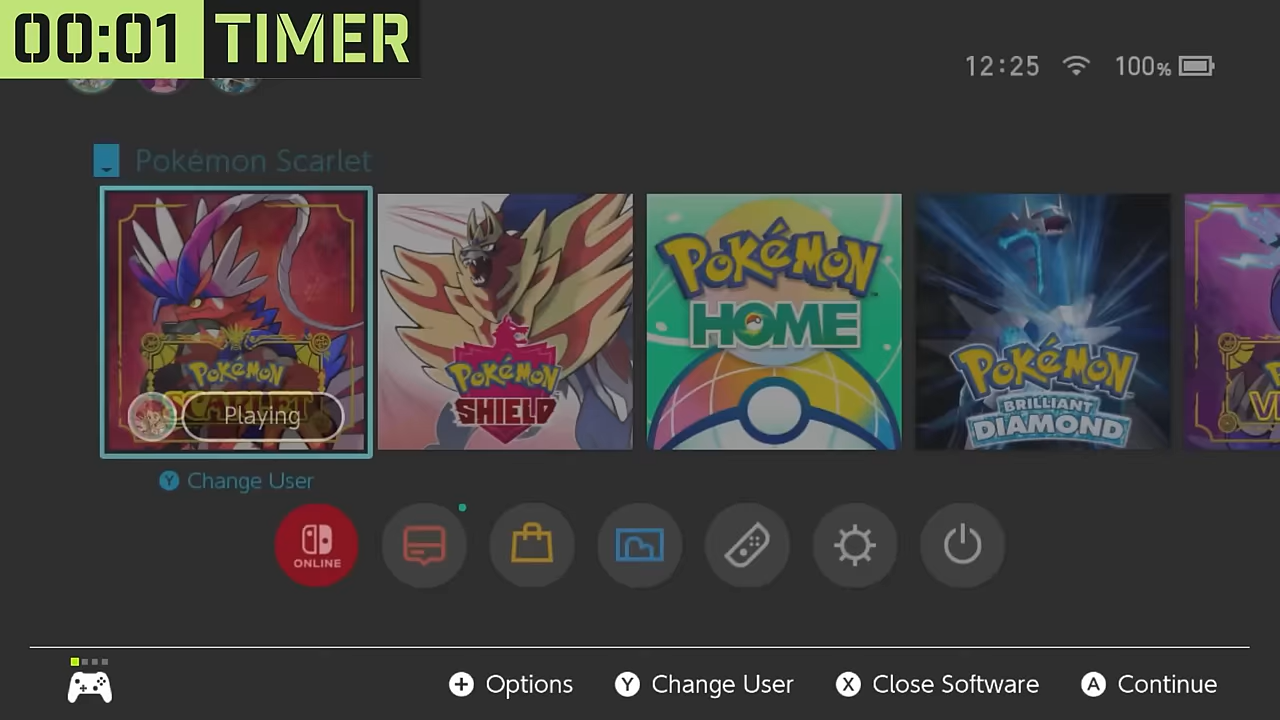 00:01 TIMER
12:25 100%
Pokémon Scarlet
POKÉMON
SCARLET
Playing
POKÉMON
SHIELD
POKÉMON
HOME
POKÉMON
BRILLIANT
DIAMOND
Y Change User
ONLINE
+ Options Y Change User X Close Software A Continue